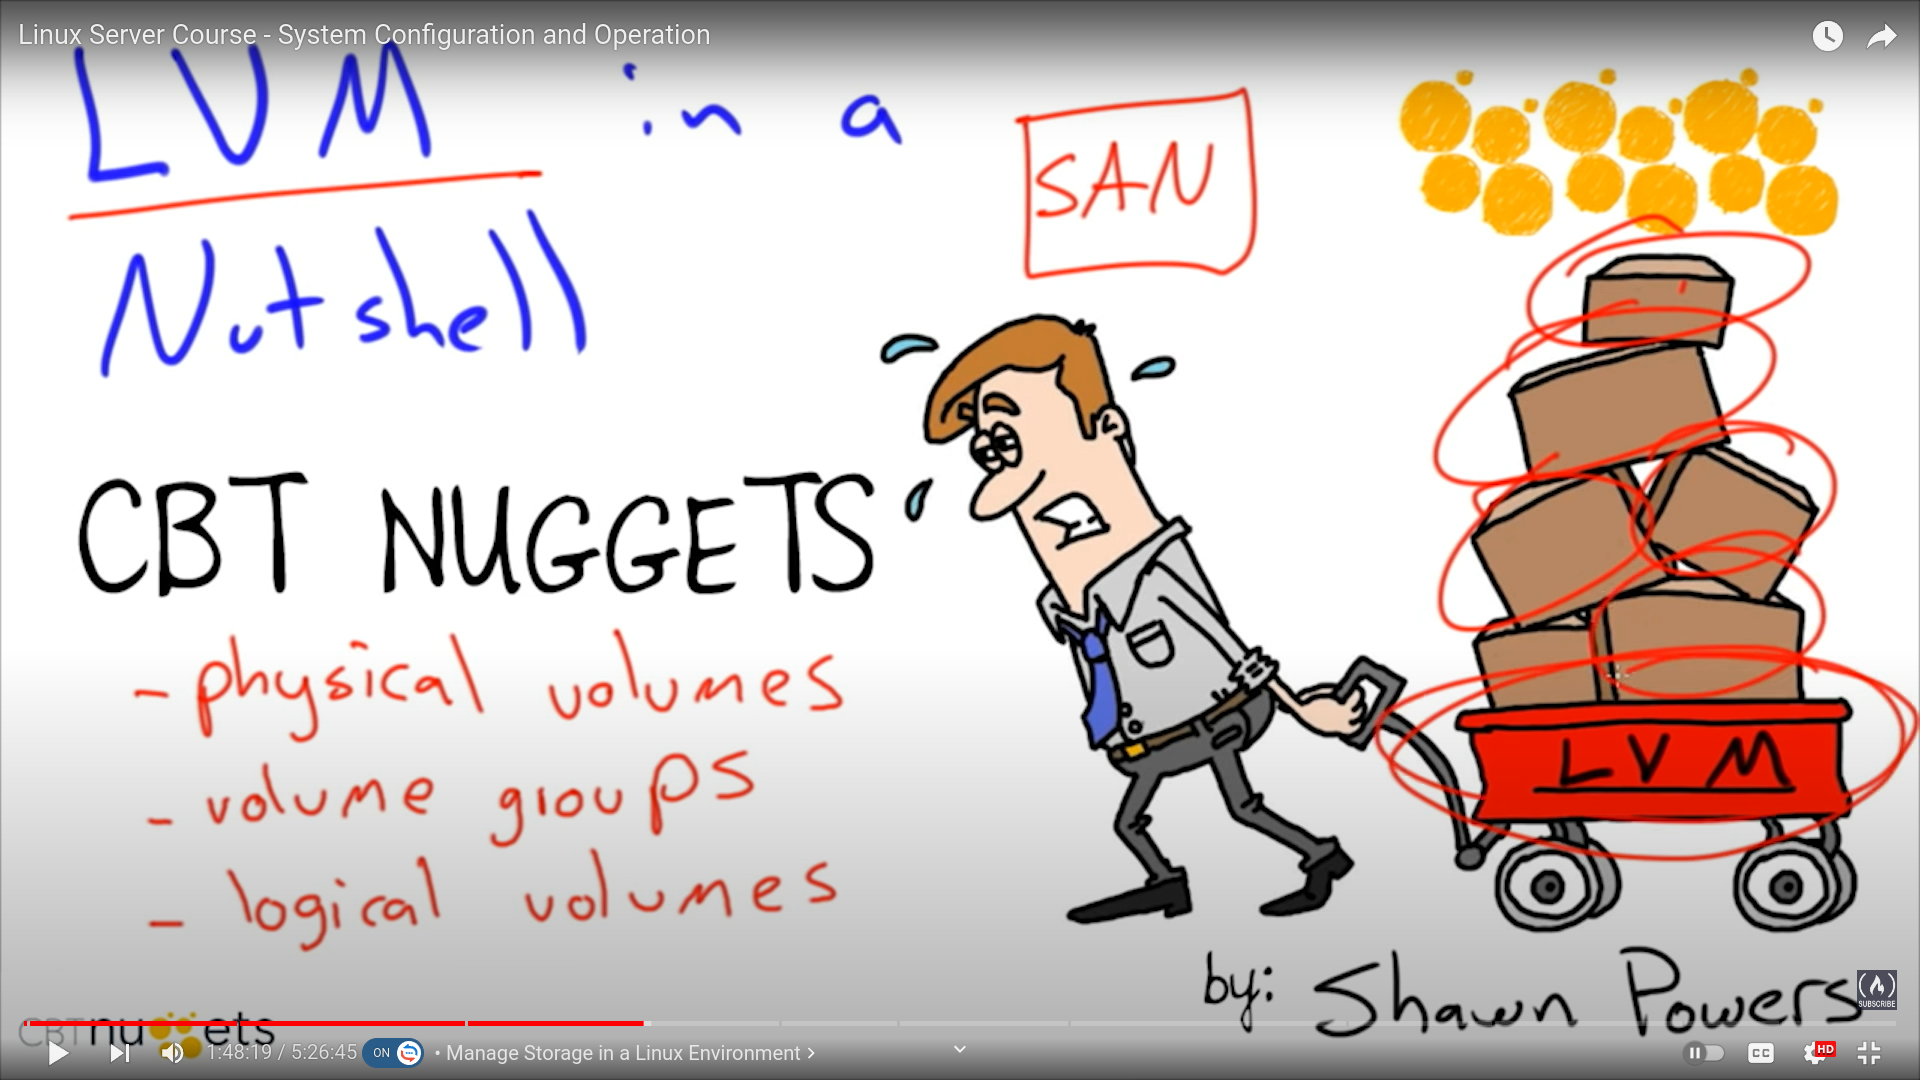 Linux Server Course - System Configuration and Operation
LVM in a
Nutshell
SAN
CBT NUGGETS
- physical volumes
- volume groups
- logical volumes
LVM
by: Shawn Powers
SUBSCRIBE
CBTnuggets
1:48:19 / 5:26:45 ON • Manage Storage in a Linux Environment
CC
HD